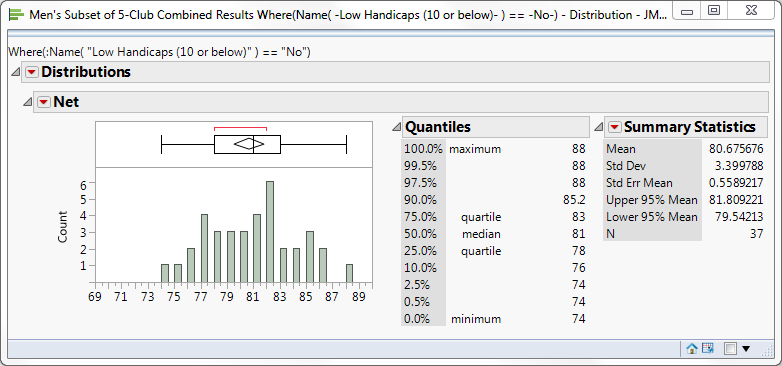 Men's Subset of 5-Club Combined Results Where(Name( -Low Handicaps (10 or below)- ) == -No-) - Distribution - JM...
Where(:Name( "Low Handicaps (10 or below)" ) == "No")
Distributions
Net
6
5
4
3
2
1
Count
69 71 73 75 77 79 81 83 85 87 89
Quantiles
100.0% maximum 88
99.5% 88
97.5% 88
90.0% 85.2
75.0% quartile 83
50.0% median 81
25.0% quartile 78
10.0% 76
2.5% 74
0.5% 74
0.0% minimum 74
Summary Statistics
Mean 80.675676
Std Dev 3.399788
Std Err Mean 0.5589217
Upper 95% Mean 81.809221
Lower 95% Mean 79.54213
N 37